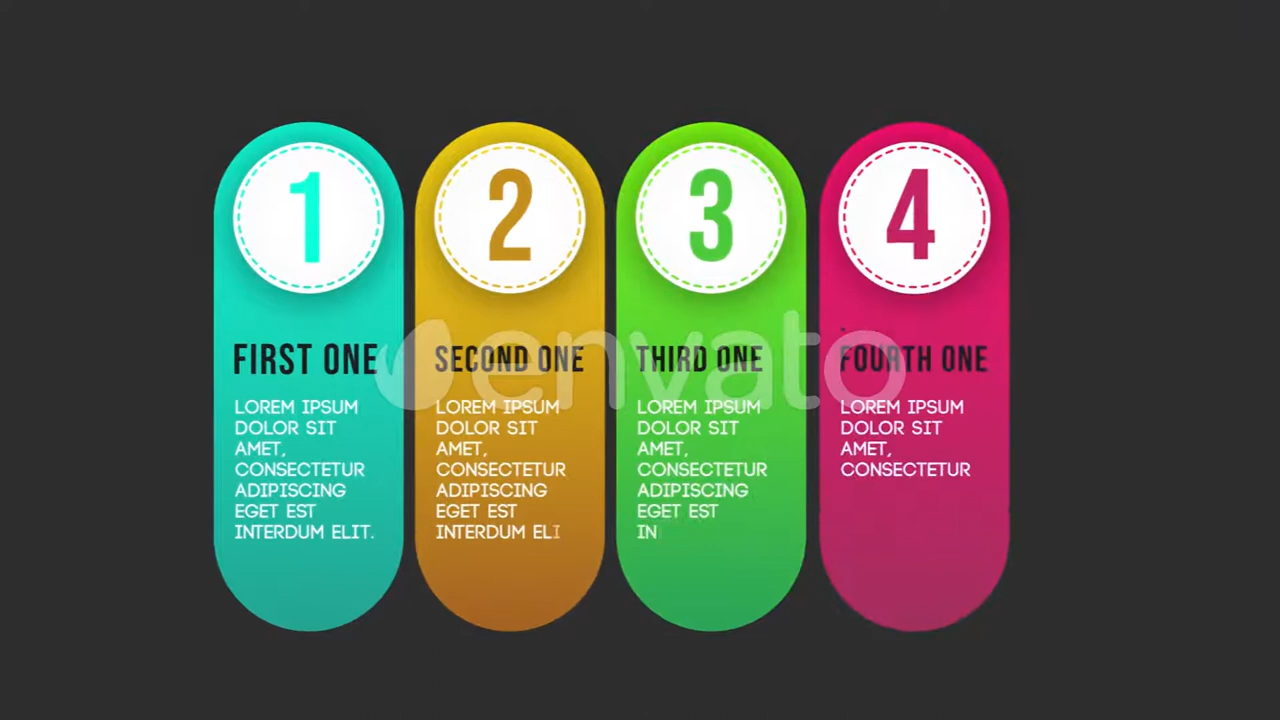 1
FIRST ONE
LOREM IPSUM
DOLOR SIT
AMET,
CONSECTETUR
ADIPISCING
EGET EST
INTERDUM ELIT.
2
SECOND ONE
LOREM IPSUM
DOLOR SIT
AMET,
CONSECTETUR
ADIPISCING
EGET EST
INTERDUM ELI
3
THIRD ONE
LOREM IPSUM
DOLOR SIT
AMET,
CONSECTETUR
ADIPISCING
EGET EST
IN
4
FOURTH ONE
LOREM IPSUM
DOLOR SIT
AMET,
CONSECTETUR
envato